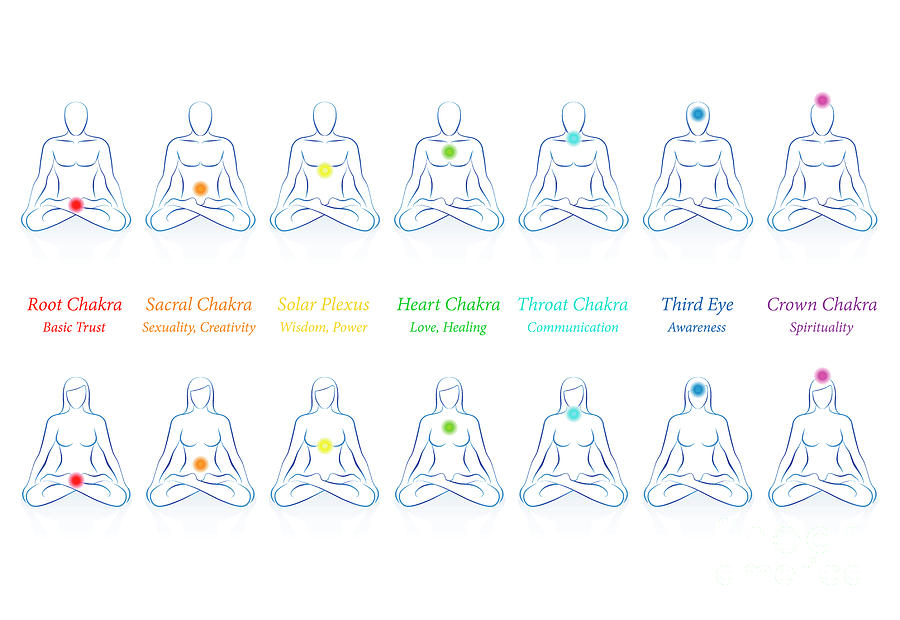 Root Chakra
Basic Trust
Sacral Chakra
Sexuality, Creativity
Solar Plexus
Wisdom, Power
Heart Chakra
Love, Healing
Throat Chakra
Communication
Third Eye
Awareness
Crown Chakra
Spirituality